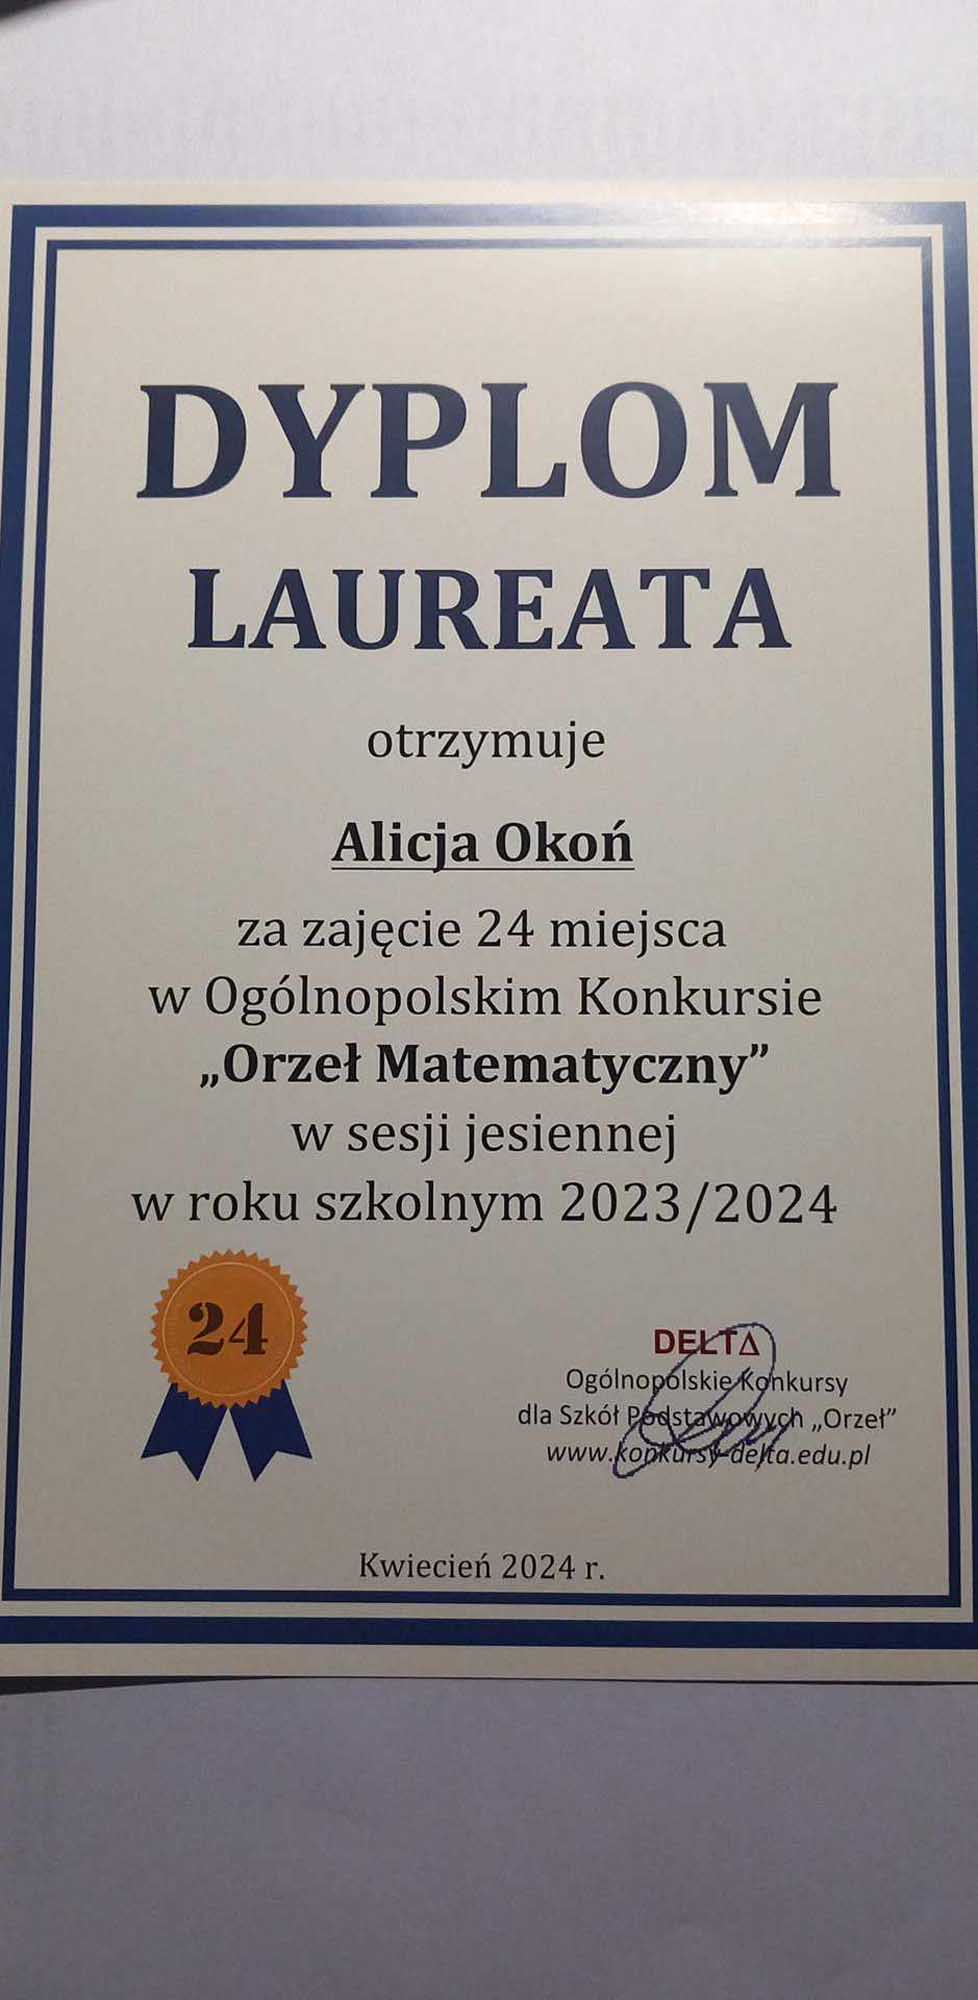 DYPLOM
LAUREATA
otrzymuje
Alicja Okoń
za zajęcie 24 miejsca
w Ogólnopolskim Konkursie
„Orzeł Matematyczny”
w sesji jesiennej
w roku szkolnym 2023/2024
24
DELTA
Ogólnopolskie Konkursy
dla Szkół Podstawowych „Orzeł”
www.konkursy-delta.edu.pl
Kwiecień 2024 r.